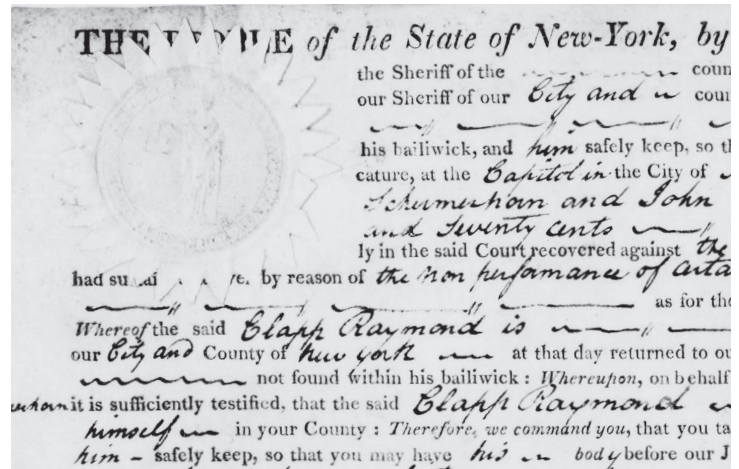 THE PEOPLE of the State of New-York, by
the Sheriff of the coun
our Sheriff of our City and coun
his bailiwick, and him safely keep, so th
cature, at the Capitol in the City of
Schermerhorn and John
and Seventy cents
ly in the said Court recovered against the
had by reason of the non performance of certa
as for the
Whereof the said Clapp Raymond is
our City and County of New York at that day returned to ou
not found within his bailiwick : Whereupon, on behalf
it is sufficiently testified, that the said Clapp Raymond
himself in your County : Therefore, we command you, that you ta
him – safely keep, so that you may have his body before our J